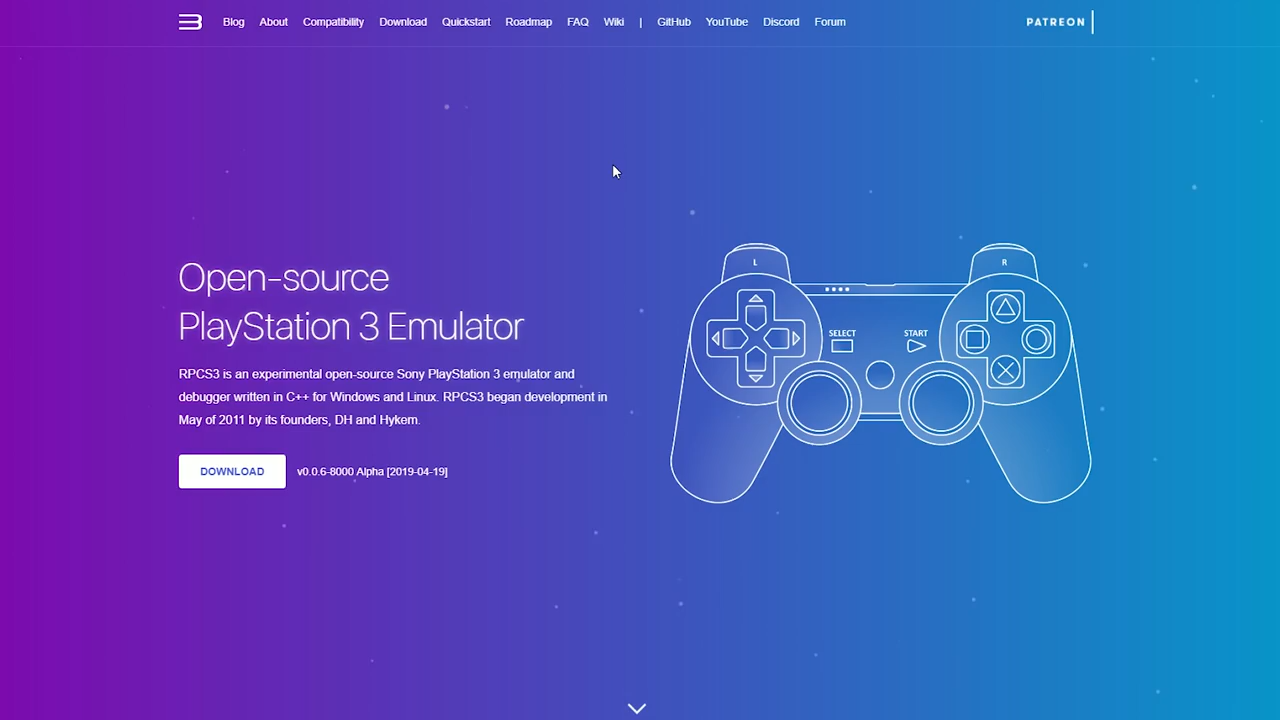 Blog About Compatibility Download Quickstart Roadmap FAQ Wiki | GitHub YouTube Discord Forum PATREON
Open-source
PlayStation 3 Emulator
RPCS3 is an experimental open-source Sony PlayStation 3 emulator and
debugger written in C++ for Windows and Linux. RPCS3 began development in
May of 2011 by its founders, DH and Hykem.
DOWNLOAD v0.0.6-8000 Alpha [2019-04-19]
L R
SELECT START